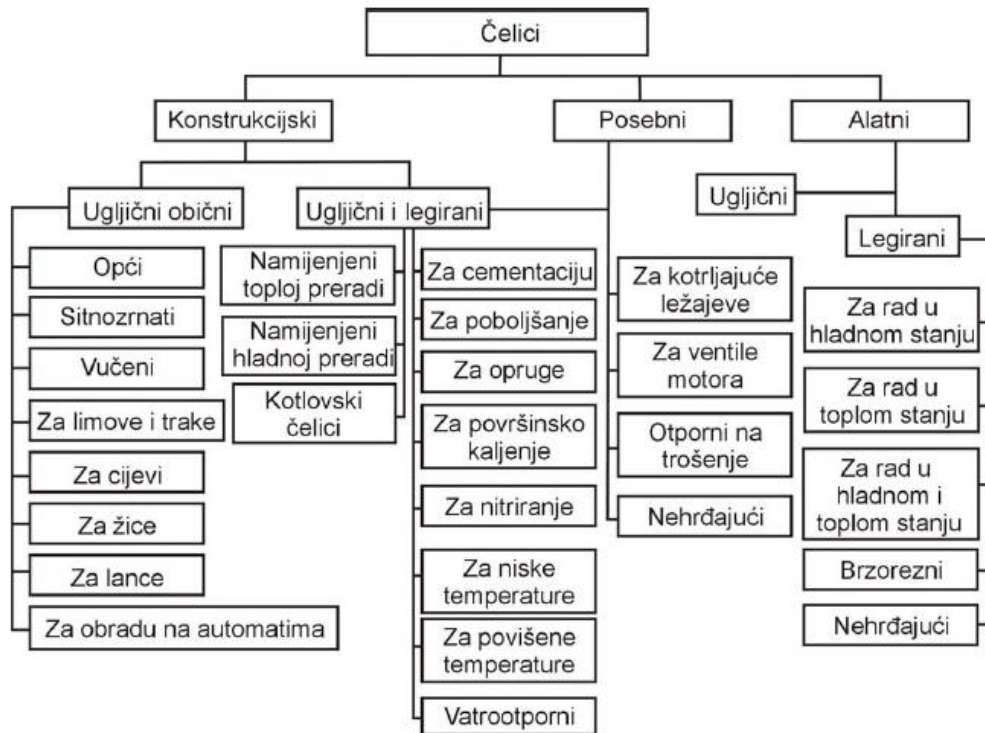 Čelici
Konstrukcijski
Posebni
Alatni
Ugljični obični
Ugljični i legirani
Ugljični
Legirani
Opći
Sitnozrnati
Vučeni
Za limove i trake
Za cijevi
Za žice
Za lance
Za obradu na automatima
Namijenjeni
toploj preradi
Namijenjeni
hladnoj preradi
Kotlovski
čelici
Za cementaciju
Za poboljšanje
Za opruge
Za površinsko
kaljenje
Za nitriranje
Za niske
temperature
Za povišene
temperature
Vatrootporni
Za kotrljajuće
ležajeve
Za ventile
motora
Otporni na
trošenje
Nehrđajući
Za rad u
hladnom stanju
Za rad u
toplom stanju
Za rad u
hladnom i
toplom stanju
Brzorezni
Nehrđajući